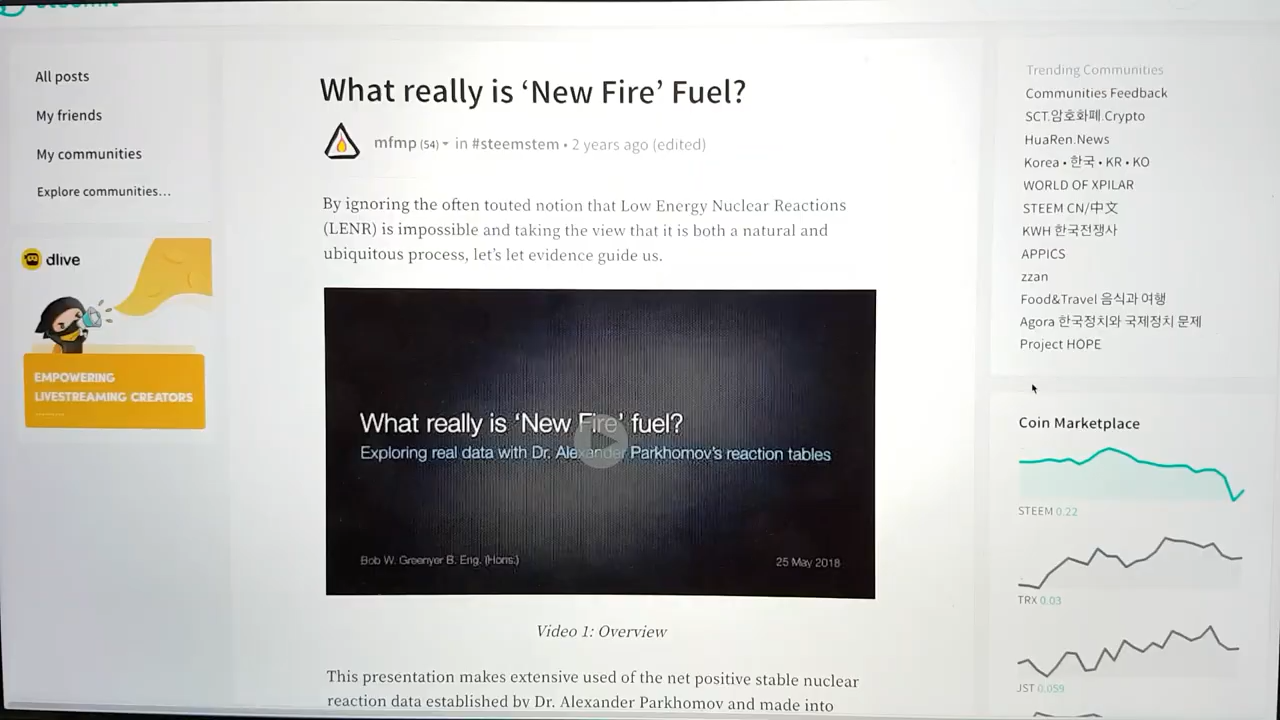 All posts
My friends
My communities
Explore communities...
dlive
EMPOWERING
LIVESTREAMING CREATORS
What really is ‘New Fire’ Fuel?
mfmp (54) in #steemstem • 2 years ago (edited)
By ignoring the often touted notion that Low Energy Nuclear Reactions
(LENR) is impossible and taking the view that it is both a natural and
ubiquitous process, let’s let evidence guide us.
What really is ‘New Fire’ fuel?
Exploring real data with Dr. Alexander Parkhomov’s reaction tables
Bob W. Greenyer B. Eng. (Hons.)
25 May 2018
Video 1: Overview
This presentation makes extensive used of the net positive stable nuclear
reaction data established by Dr. Alexander Parkhomov and made into
Trending Communities
Communities Feedback
SCT.암호화폐.Crypto
HuaRen.News
Korea • 한국 • KR • KO
WORLD OF XPILAR
STEEM CN/中文
KWH 한국전쟁사
APPICS
zzan
Food&Travel 음식과 여행
Agora 한국정치와 국제정치 문제
Project HOPE
Coin Marketplace
STEEM 0.22
TRX 0.03
JST 0.059